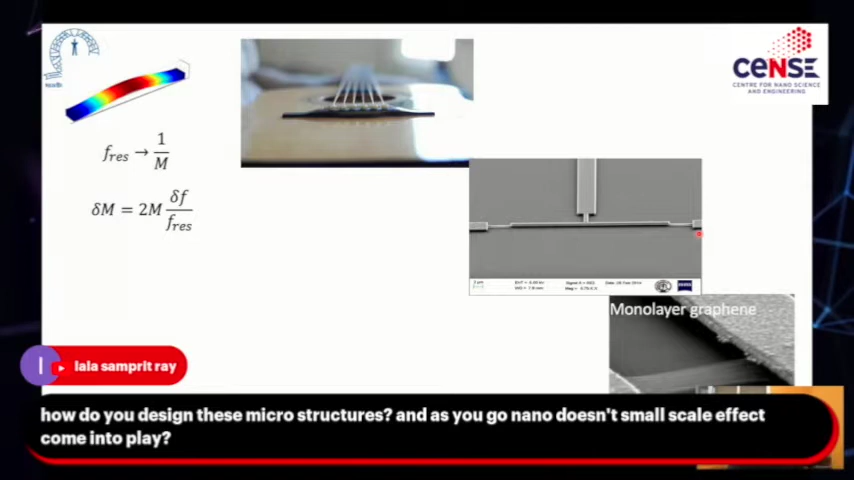 CeNSE
CENTRE FOR NANO SCIENCE
AND ENGINEERING
f_res → 1/M
δM = 2M δf/f_res
Monolayer graphene
lala samprit ray
how do you design these micro structures? and as you go nano doesn't small scale effect
come into play?